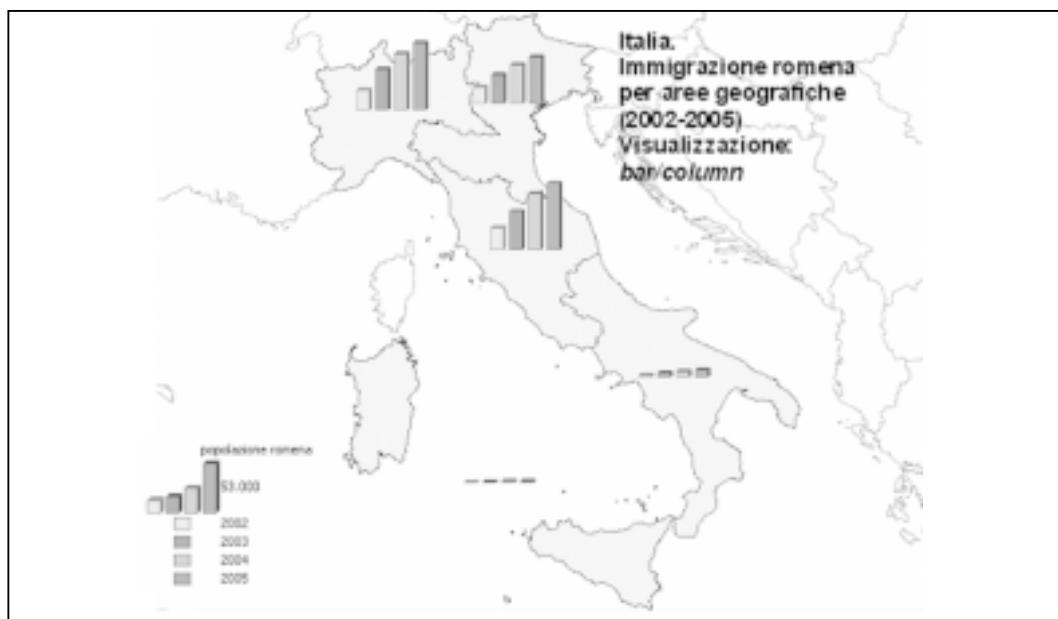 Italia.
Immigrazione romena
per aree geografiche
(2002-2005)
Visualizzazione:
bar/column
popolazione romena
53.000
2002
2003
2004
2005